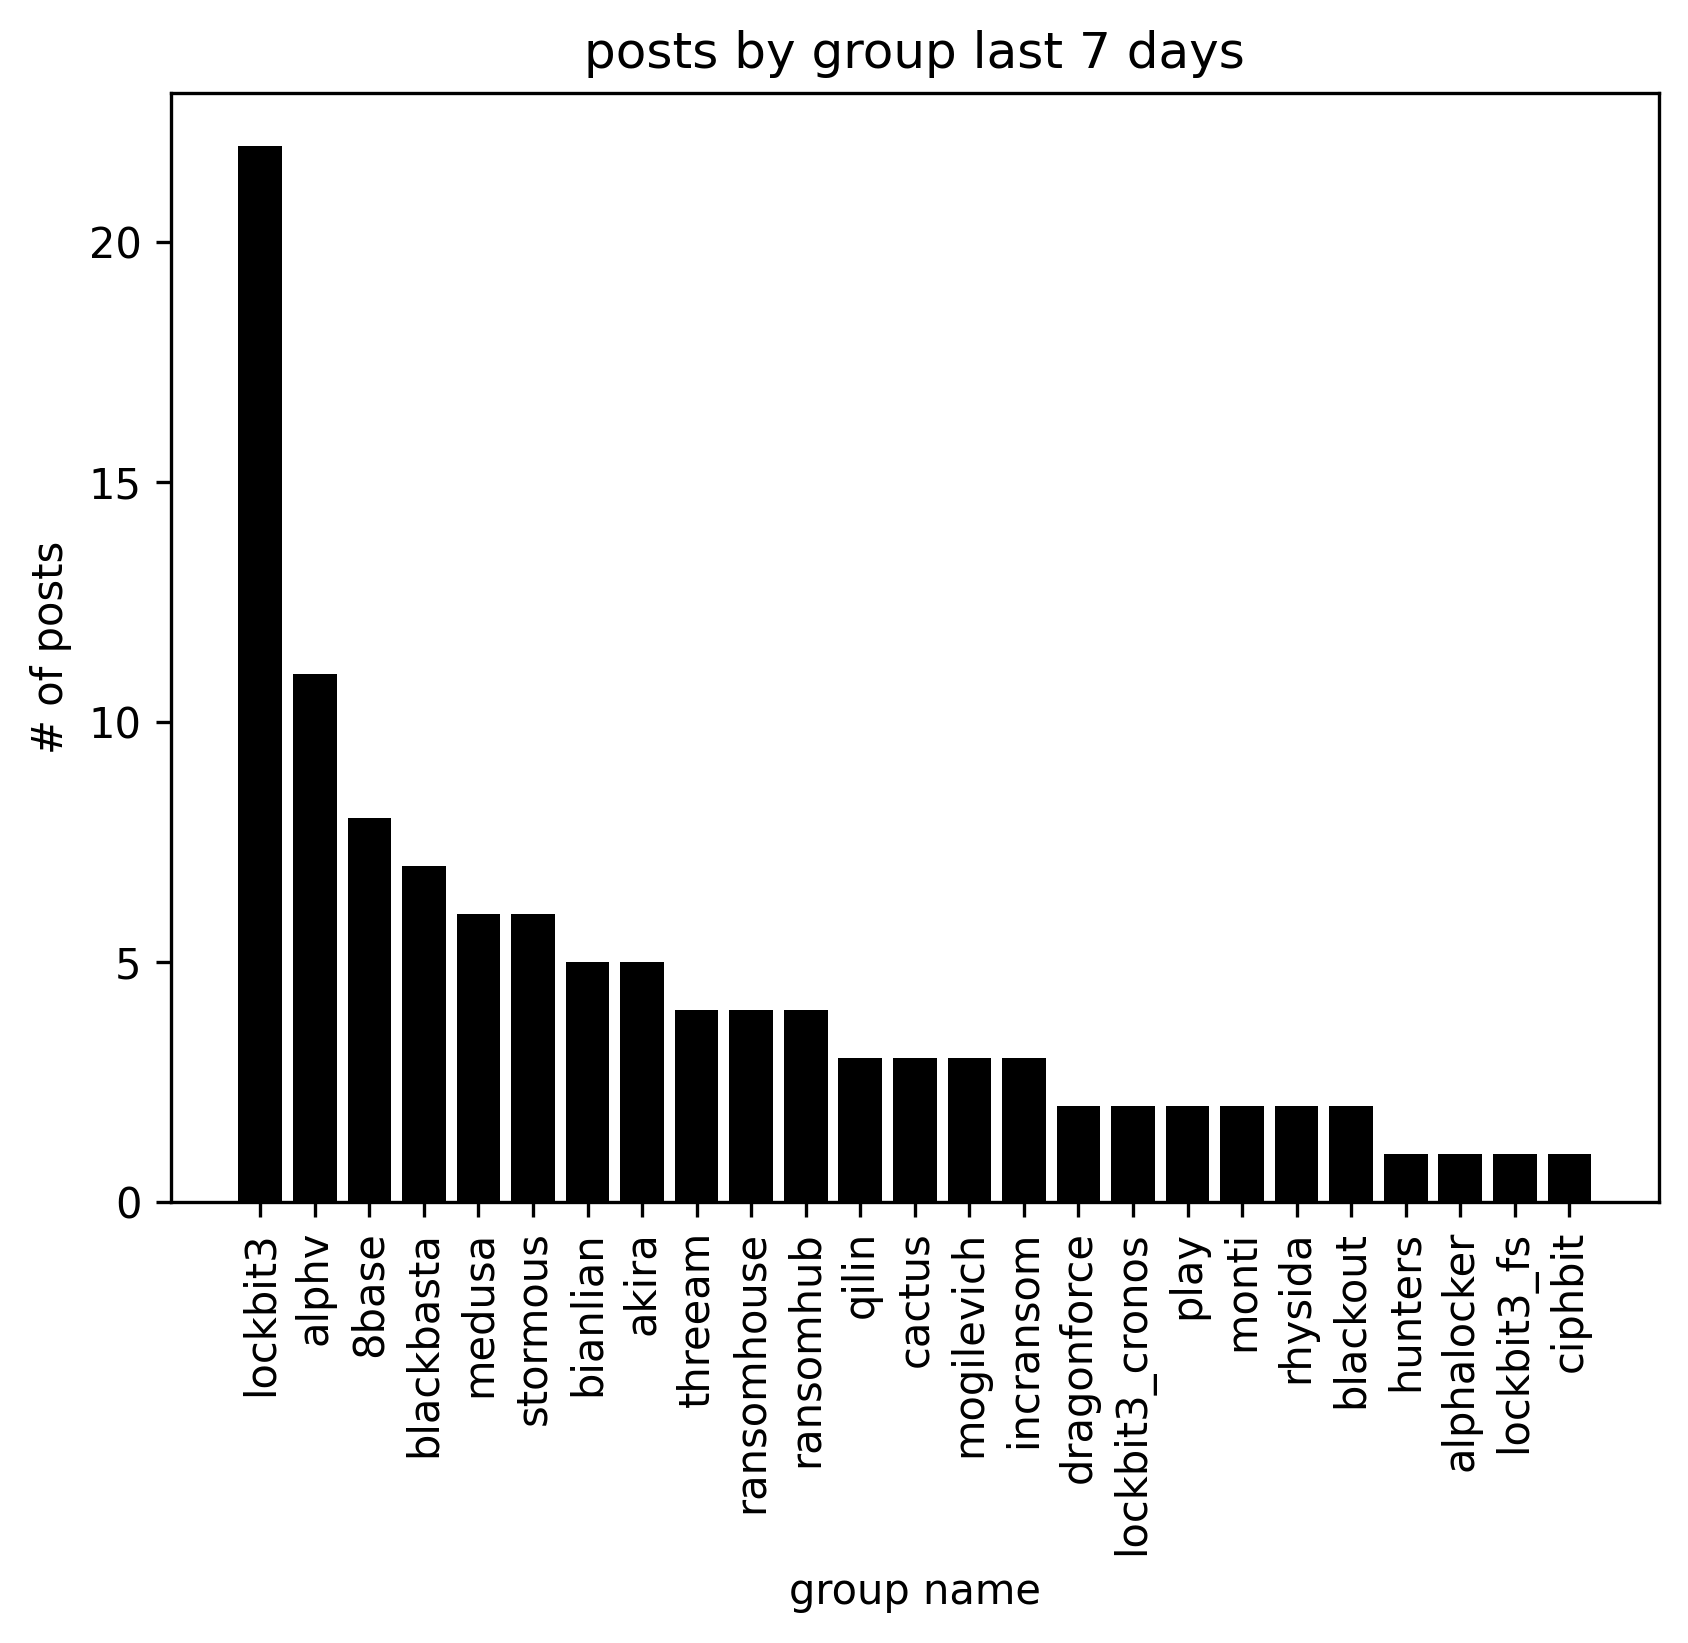 posts by group last 7 days
# of posts
20
15
10
5
0
lockbit3
alphv
8base
blackbasta
medusa
stormous
bianlian
akira
threeam
ransomhouse
ransomhub
qilin
cactus
mogilevich
incransom
dragonforce
lockbit3_cronos
play
monti
rhysida
blackout
hunters
alphalocker
lockbit3_fs
ciphbit
group name